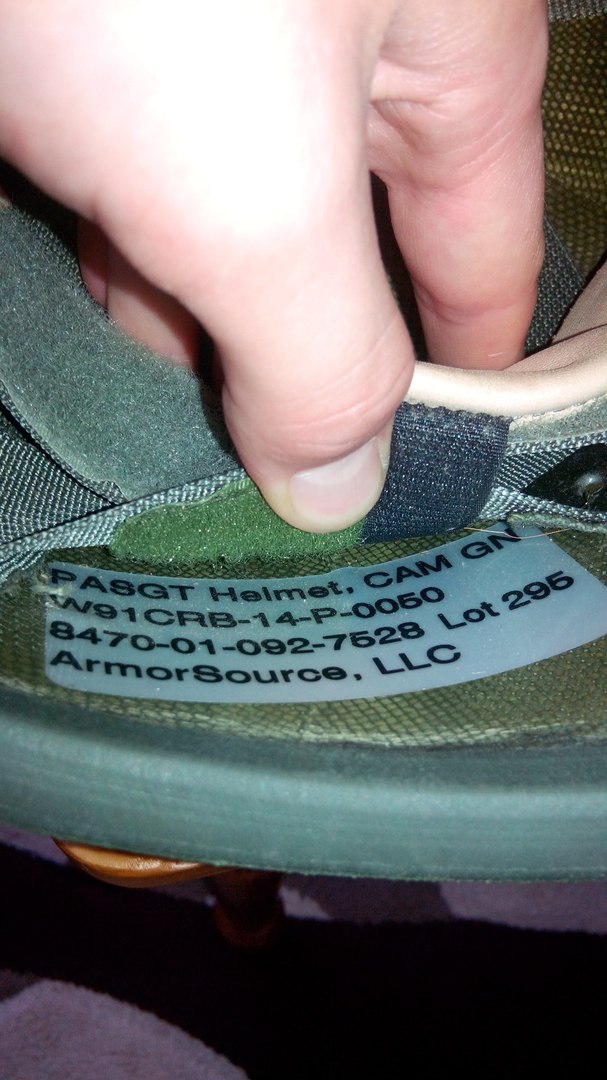 PASGT Helmet, CAM GN
W91CRB-14-P-0050
8470-01-092-7528 Lot 295
ArmorSource, LLC